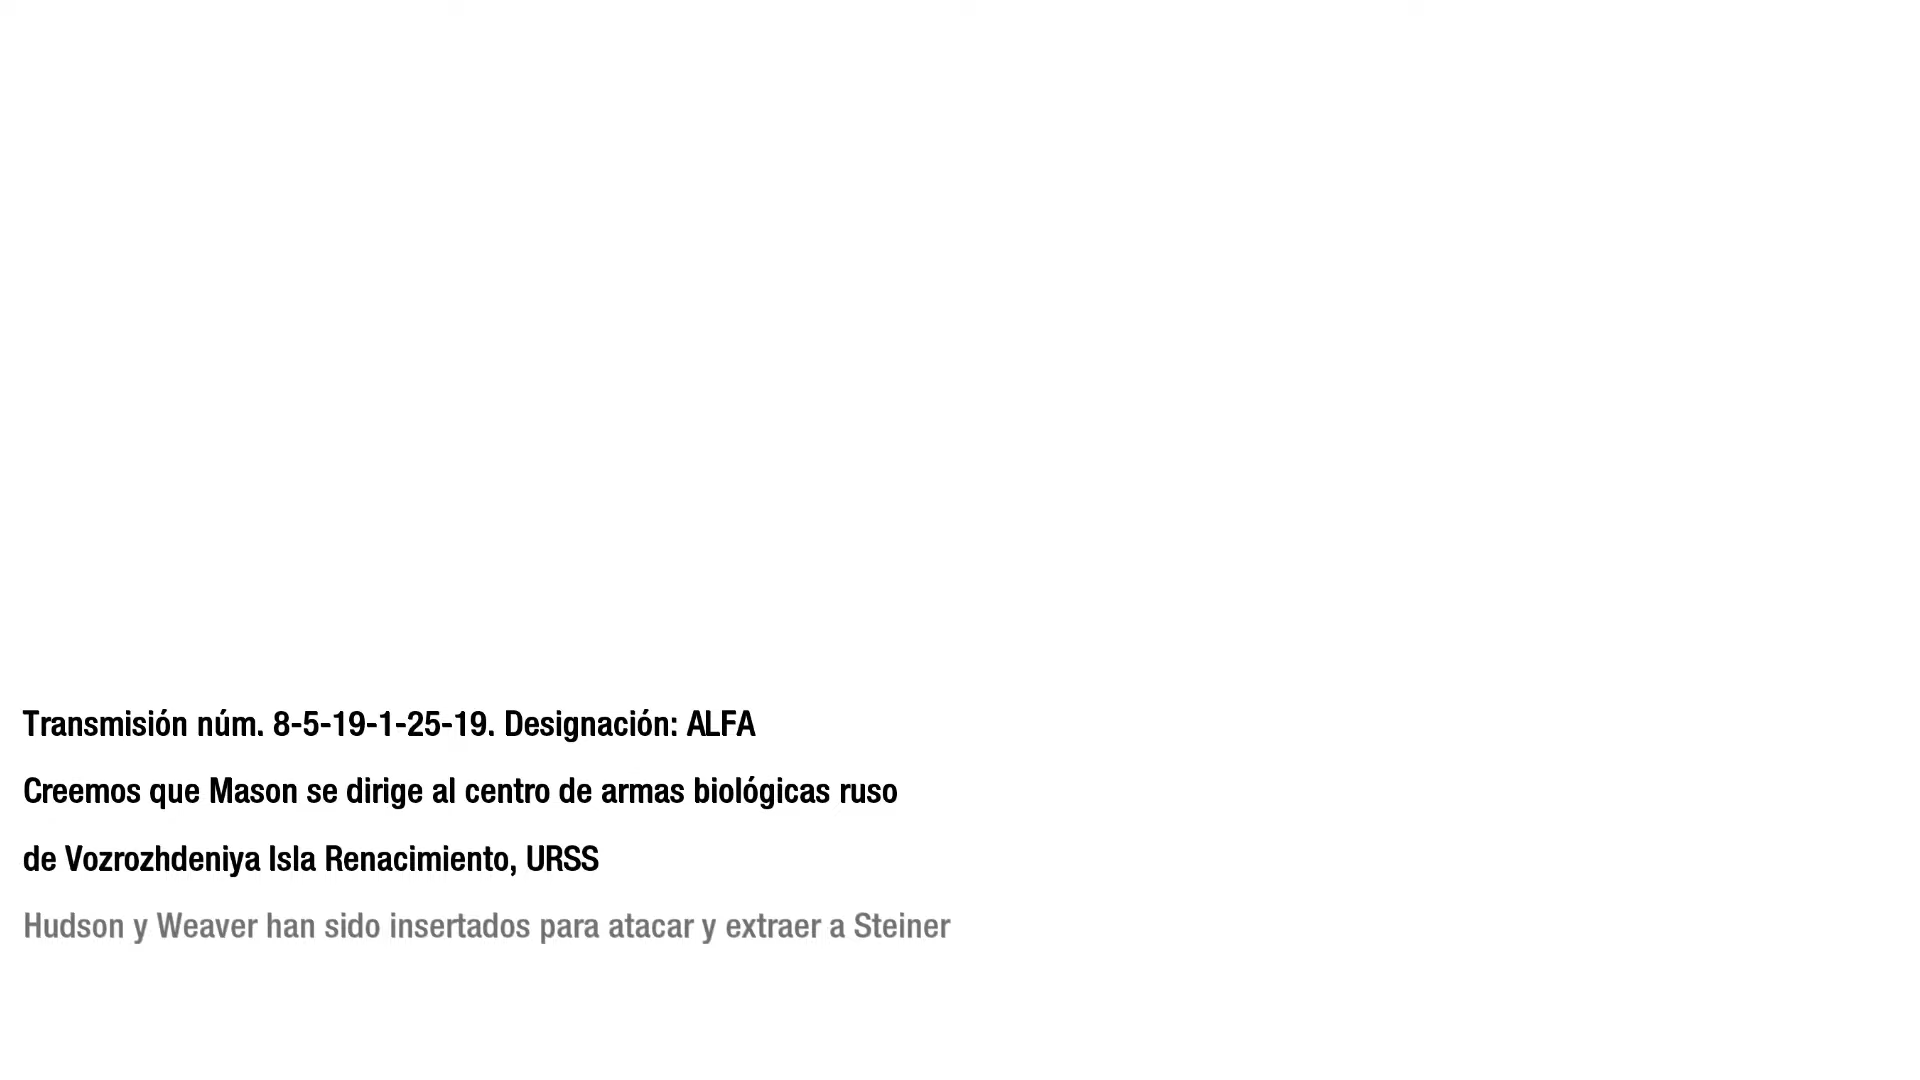 Transmisión núm. 8-5-19-1-25-19. Designación: ALFA
Creemos que Mason se dirige al centro de armas biológicas ruso
de Vozrozhdeniya Isla Renacimiento, URSS
Hudson y Weaver han sido insertados para atacar y extraer a Steiner